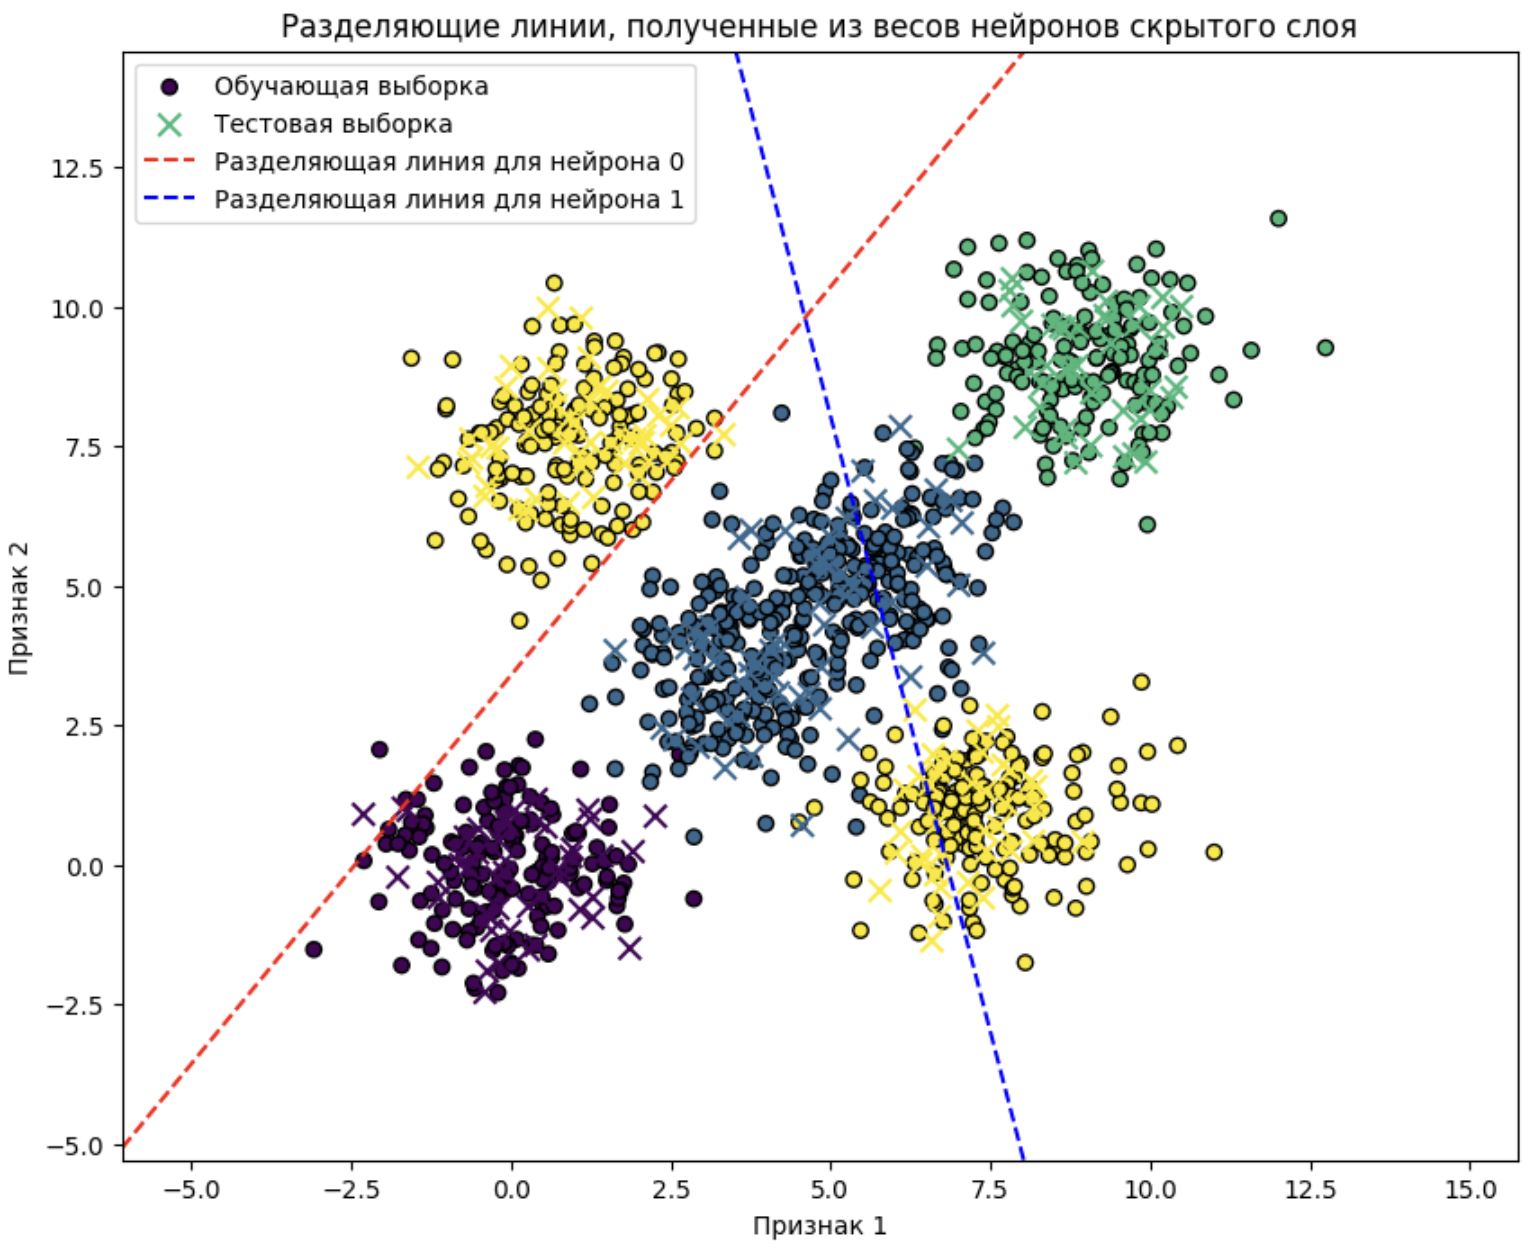 Разделяющие линии, полученные из весов нейронов скрытого слоя
Обучающая выборка
Тестовая выборка
Разделяющая линия для нейрона 0
Разделяющая линия для нейрона 1
12.5
10.0
7.5
5.0
2.5
0.0
−2.5
−5.0
Признак 2
−5.0 −2.5 0.0 2.5 5.0 7.5 10.0 12.5 15.0
Признак 1